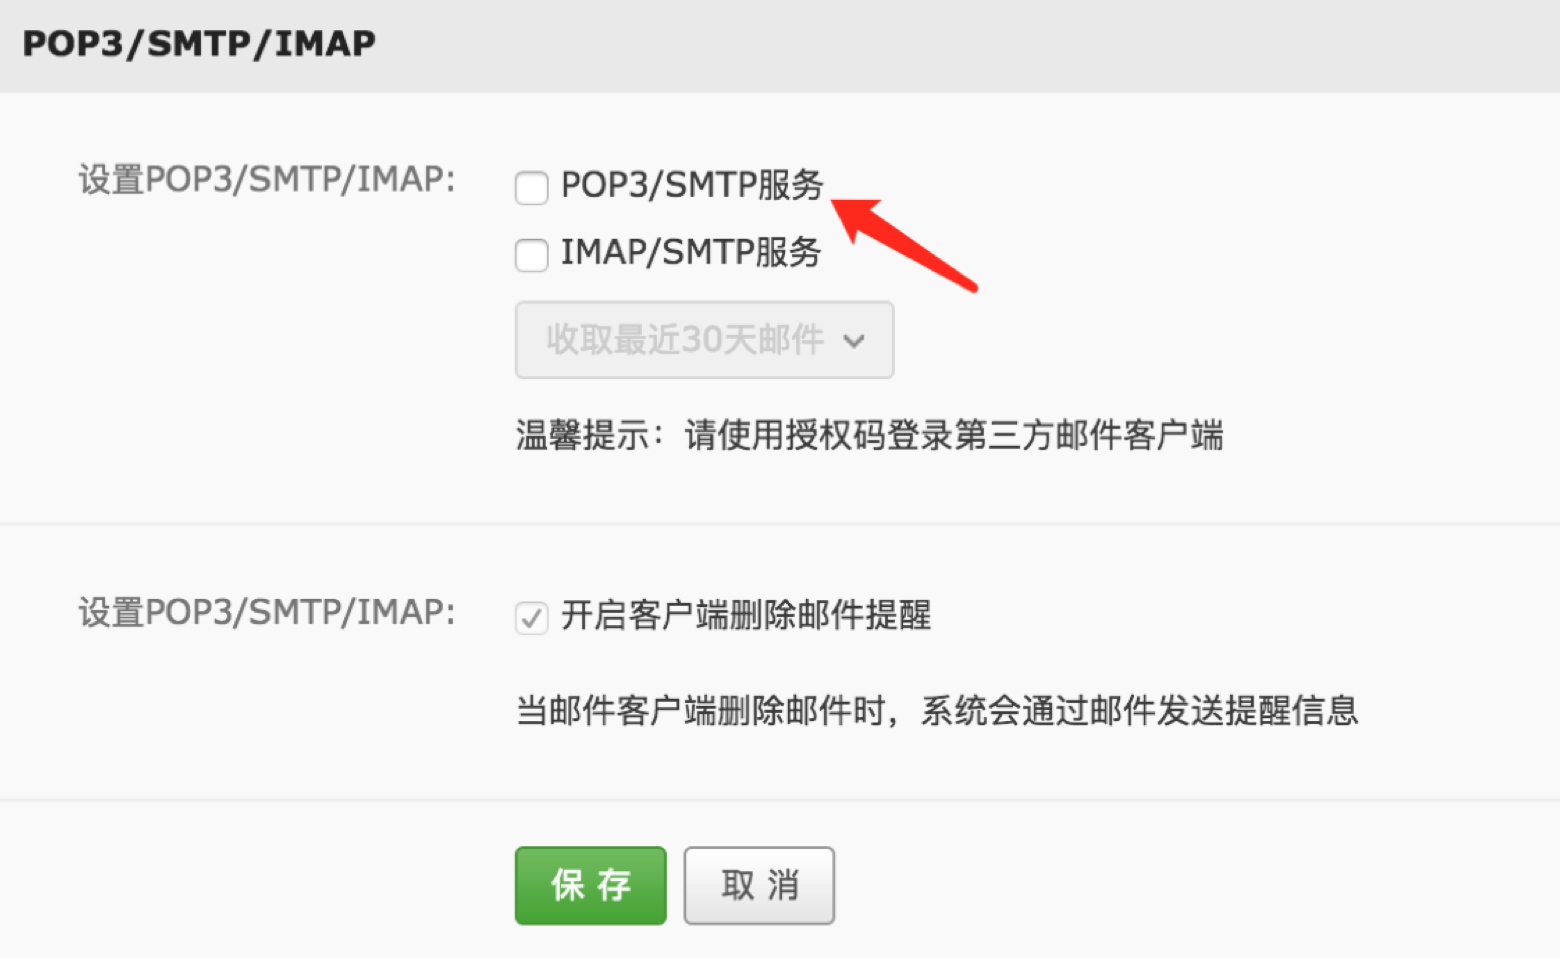 POP3/SMTP/IMAP
设置POP3/SMTP/IMAP:
POP3/SMTP服务
IMAP/SMTP服务
收取最近30天邮件
温馨提示：请使用授权码登录第三方邮件客户端
设置POP3/SMTP/IMAP:
开启客户端删除邮件提醒
当邮件客户端删除邮件时，系统会通过邮件发送提醒信息
保 存 取 消